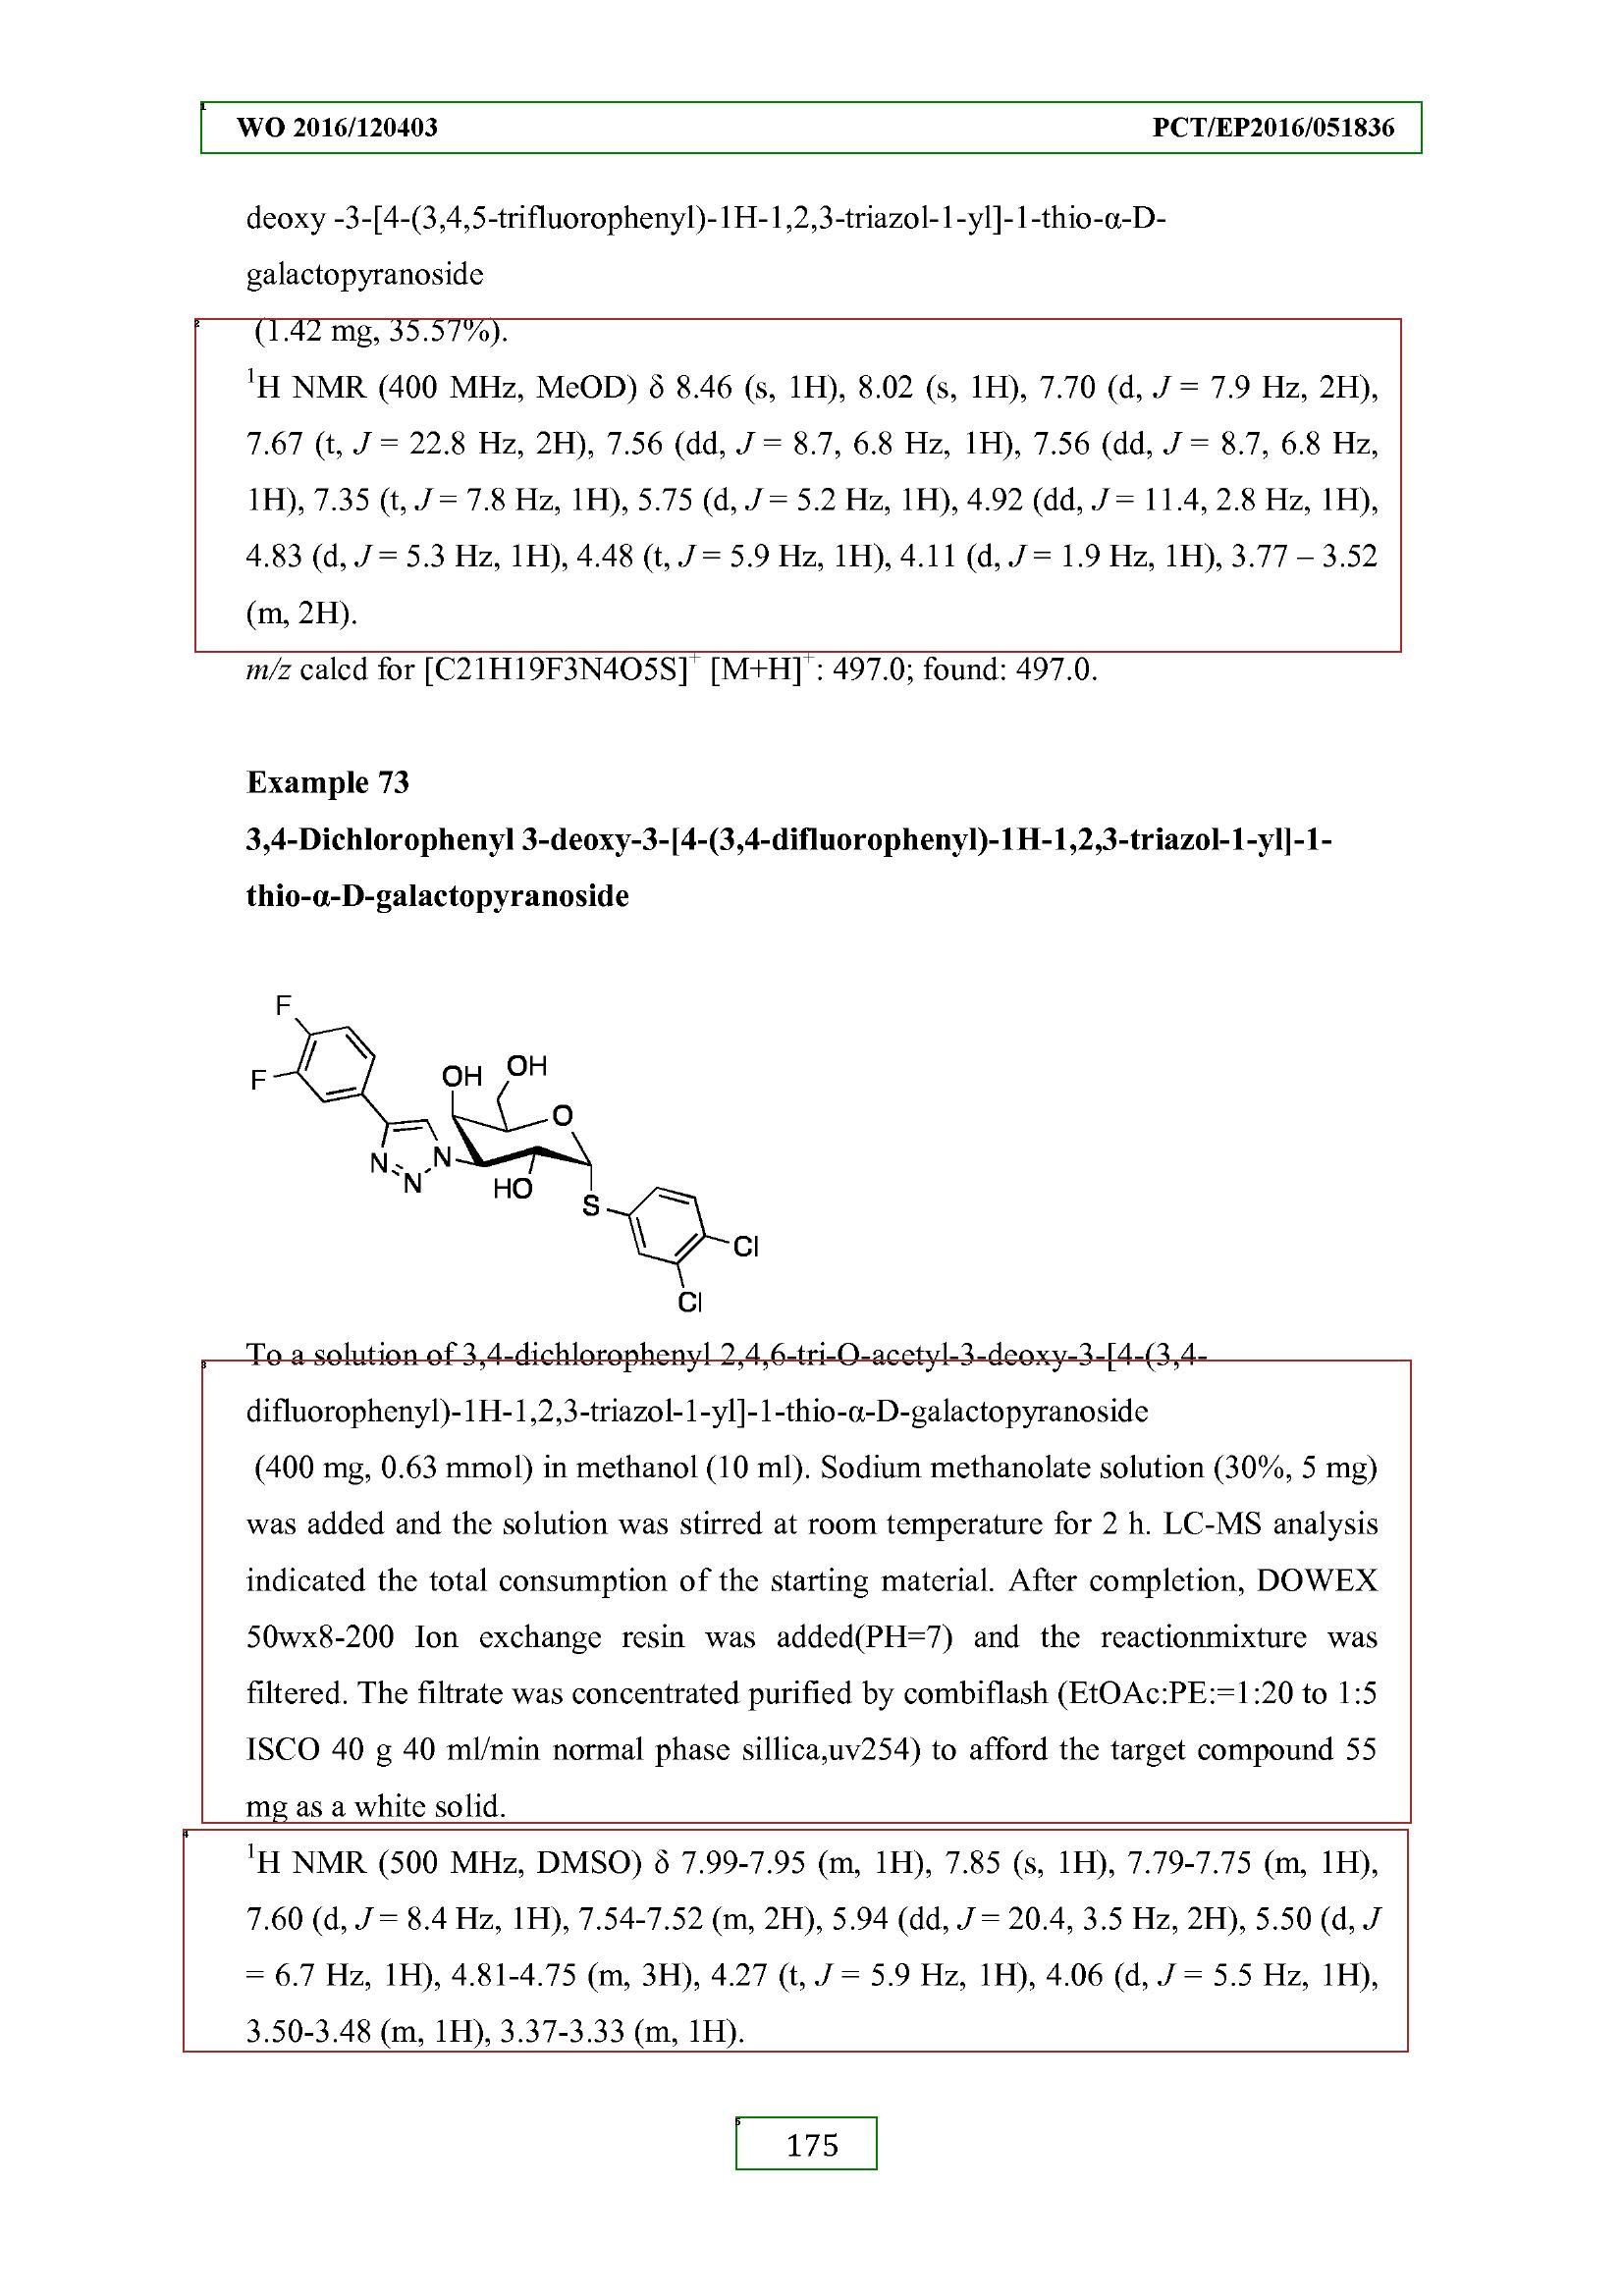 WO 2016/120403 PCT/EP2016/051836
deoxy -3-[4-(3,4,5-trifluorophenyl)-1H-1,2,3-triazol-1-yl]-1-thio-α-D-
galactopyranoside
(1.42 mg, 35.57%).
¹H NMR (400 MHz, MeOD) δ 8.46 (s, 1H), 8.02 (s, 1H), 7.70 (d, J = 7.9 Hz, 2H),
7.67 (t, J = 22.8 Hz, 2H), 7.56 (dd, J = 8.7, 6.8 Hz, 1H), 7.56 (dd, J = 8.7, 6.8 Hz,
1H), 7.35 (t, J = 7.8 Hz, 1H), 5.75 (d, J = 5.2 Hz, 1H), 4.92 (dd, J = 11.4, 2.8 Hz, 1H),
4.83 (d, J = 5.3 Hz, 1H), 4.48 (t, J = 5.9 Hz, 1H), 4.11 (d, J = 1.9 Hz, 1H), 3.77 – 3.52
(m, 2H).
m/z calcd for [C21H19F3N4O5S]⁺ [M+H]⁺: 497.0; found: 497.0.
Example 73
3,4-Dichlorophenyl 3-deoxy-3-[4-(3,4-difluorophenyl)-1H-1,2,3-triazol-1-yl]-1-
thio-α-D-galactopyranoside
F
F
OH
OH
O
N
N
N
HO
S
Cl
Cl
To a solution of 3,4-dichlorophenyl 2,4,6-tri-O-acetyl-3-deoxy-3-[4-(3,4-
difluorophenyl)-1H-1,2,3-triazol-1-yl]-1-thio-α-D-galactopyranoside
(400 mg, 0.63 mmol) in methanol (10 ml). Sodium methanolate solution (30%, 5 mg)
was added and the solution was stirred at room temperature for 2 h. LC-MS analysis
indicated the total consumption of the starting material. After completion, DOWEX
50wx8-200 Ion exchange resin was added(PH=7) and the reactionmixture was
filtered. The filtrate was concentrated purified by combiflash (EtOAc:PE:=1:20 to 1:5
ISCO 40 g 40 ml/min normal phase sillica,uv254) to afford the target compound 55
mg as a white solid.
¹H NMR (500 MHz, DMSO) δ 7.99-7.95 (m, 1H), 7.85 (s, 1H), 7.79-7.75 (m, 1H),
7.60 (d, J = 8.4 Hz, 1H), 7.54-7.52 (m, 2H), 5.94 (dd, J = 20.4, 3.5 Hz, 2H), 5.50 (d, J
= 6.7 Hz, 1H), 4.81-4.75 (m, 3H), 4.27 (t, J = 5.9 Hz, 1H), 4.06 (d, J = 5.5 Hz, 1H),
3.50-3.48 (m, 1H), 3.37-3.33 (m, 1H).
175